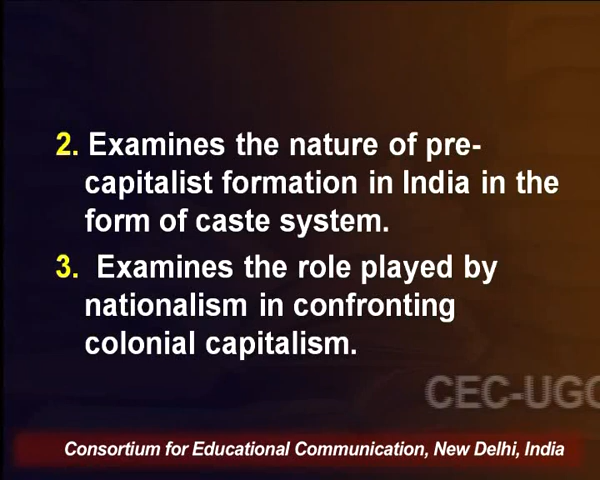 2. Examines the nature of pre-
capitalist formation in India in the
form of caste system.
3. Examines the role played by
nationalism in confronting
colonial capitalism.
CEC-UGC
Consortium for Educational Communication, New Delhi, India